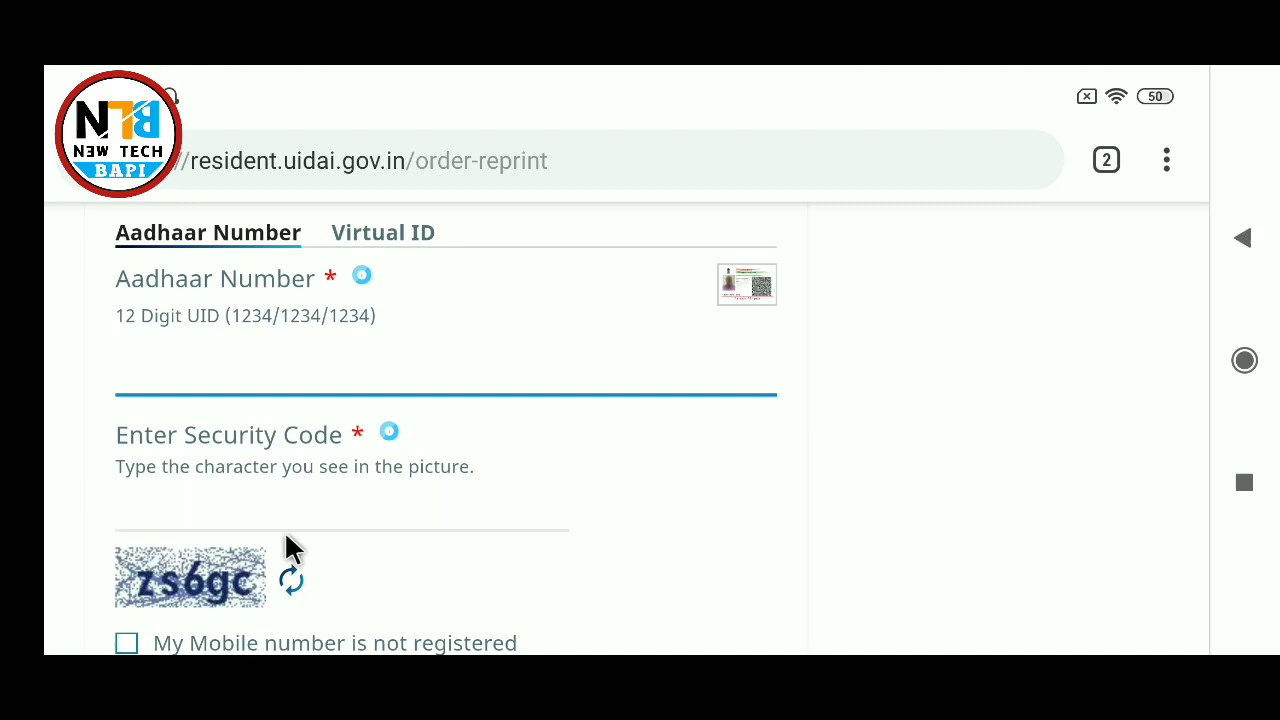 NTB
NEW TECH
BAPI
50
/resident.uidai.gov.in/order-reprint
2
Aadhaar Number Virtual ID
Aadhaar Number *
12 Digit UID (1234/1234/1234)
Enter Security Code *
Type the character you see in the picture.
zs6gc
My Mobile number is not registered